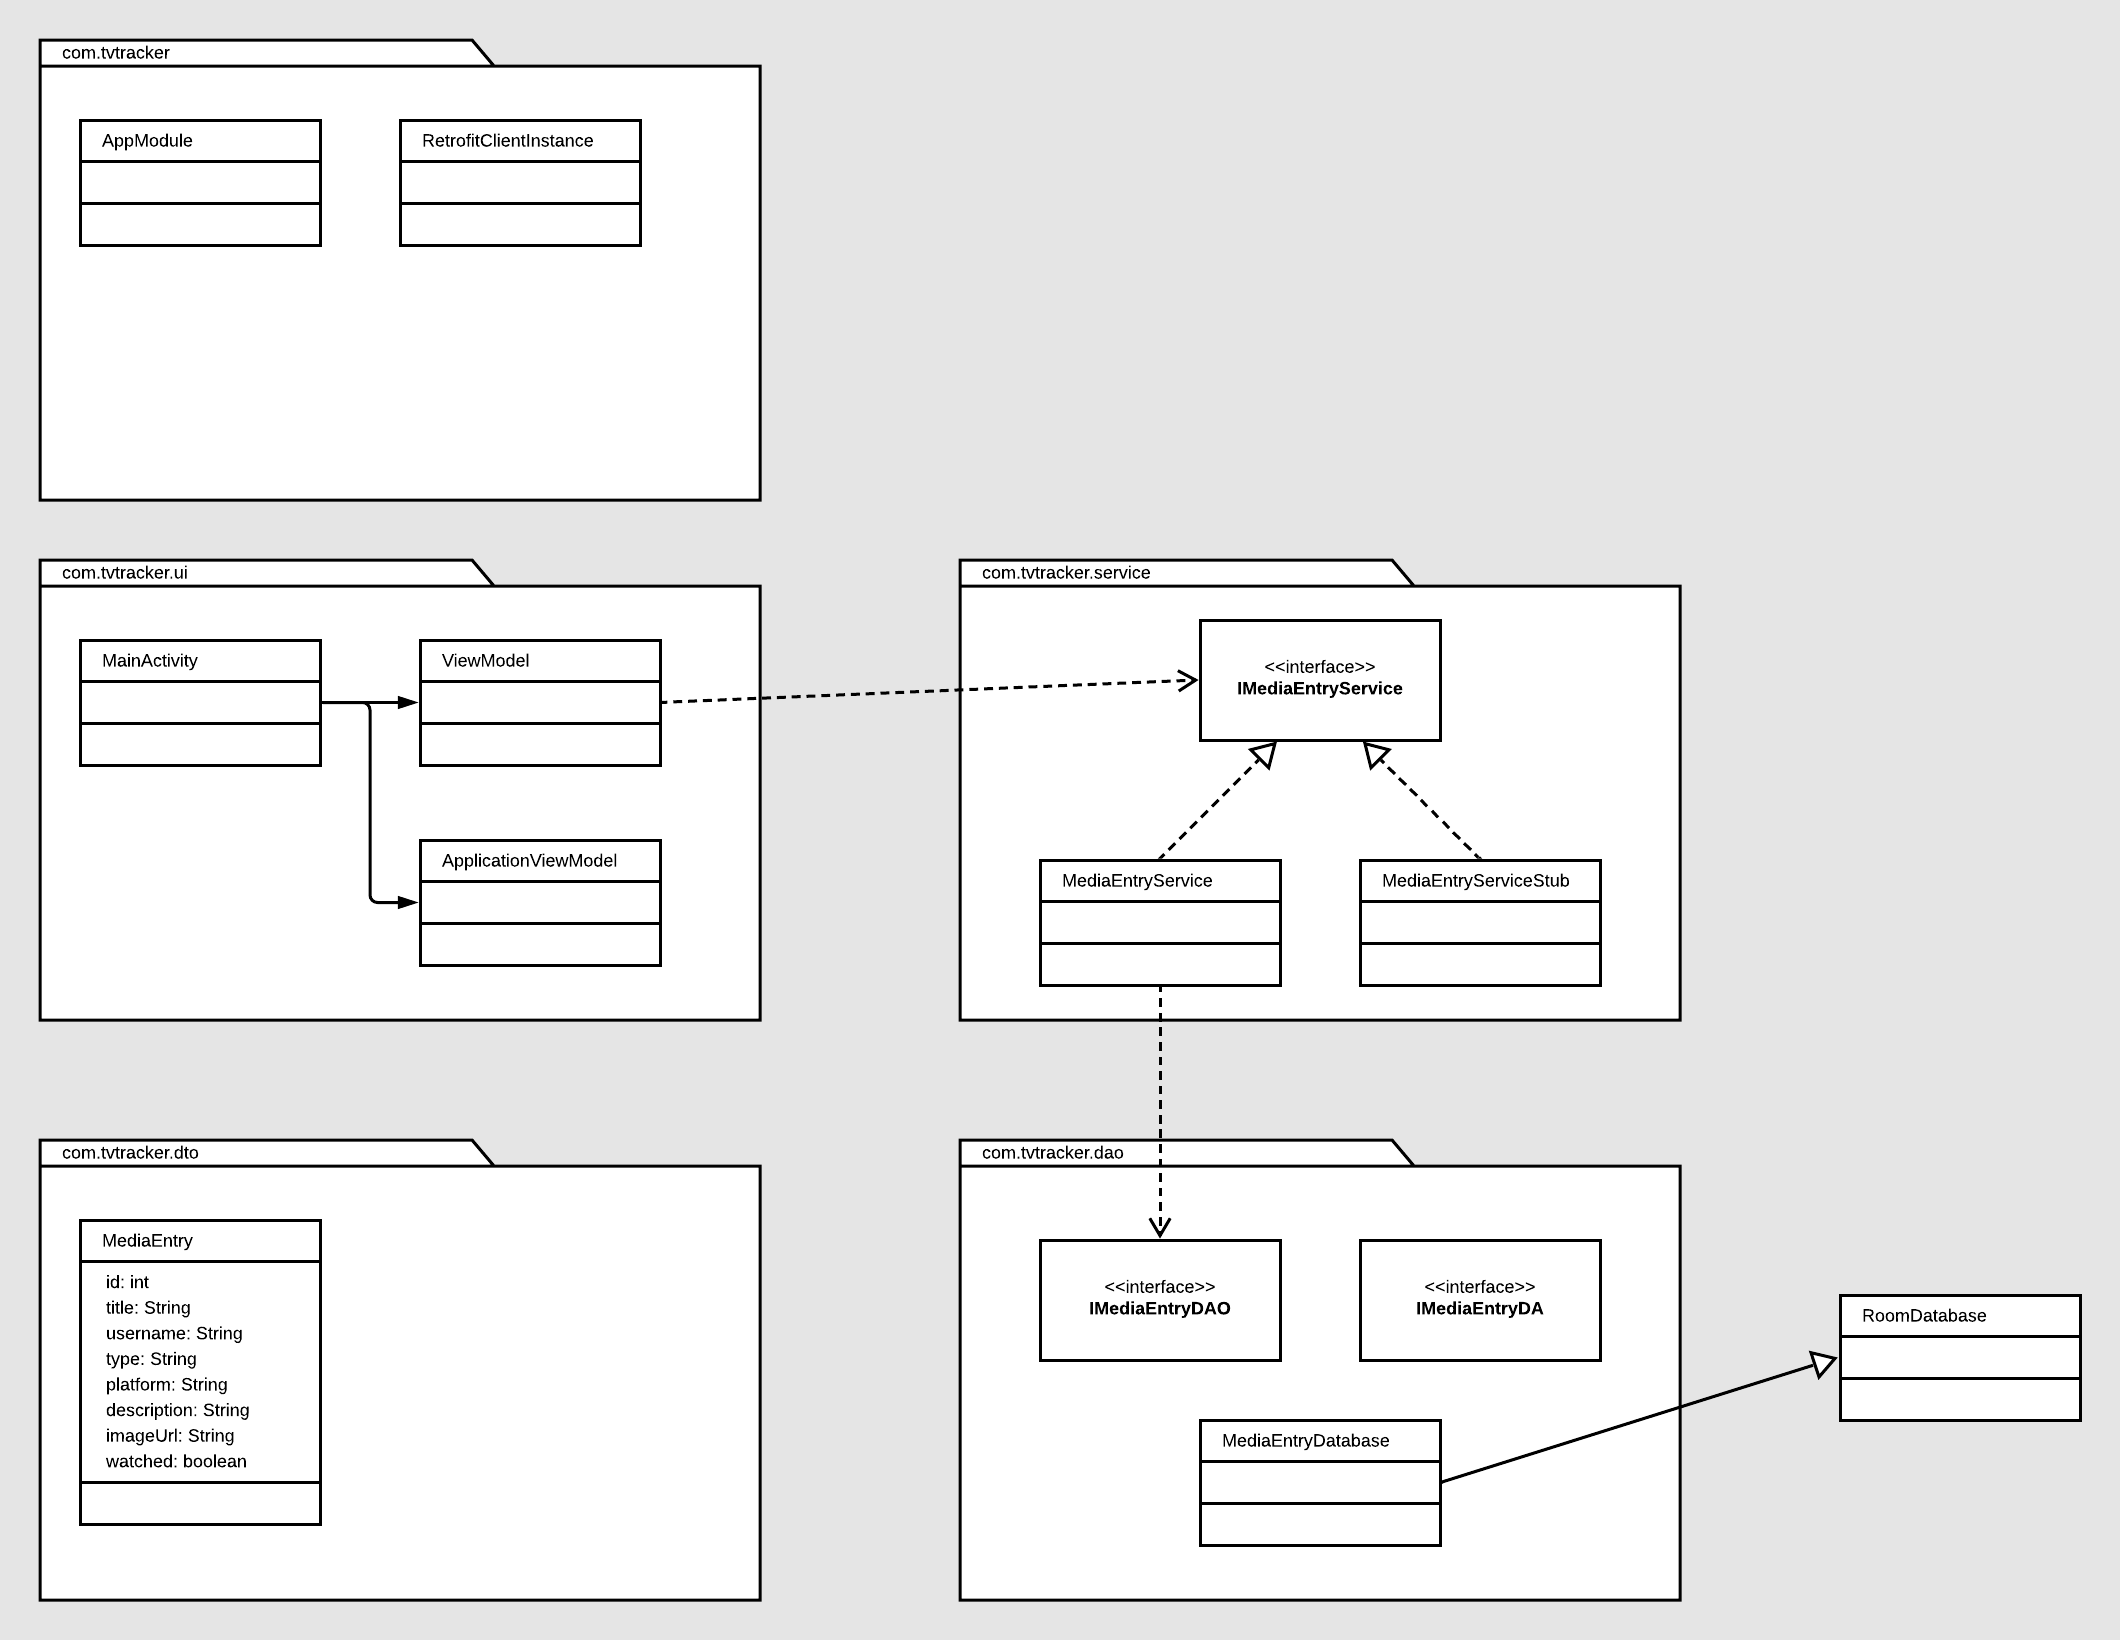 com.tvtracker
AppModule
RetrofitClientInstance
com.tvtracker.ui
MainActivity
ViewModel
ApplicationViewModel
com.tvtracker.service
<<interface>>
IMediaEntryService
MediaEntryService
MediaEntryServiceStub
com.tvtracker.dto
MediaEntry
id: int
title: String
username: String
type: String
platform: String
description: String
imageUrl: String
watched: boolean
com.tvtracker.dao
<<interface>>
IMediaEntryDAO
<<interface>>
IMediaEntryDA
MediaEntryDatabase
RoomDatabase